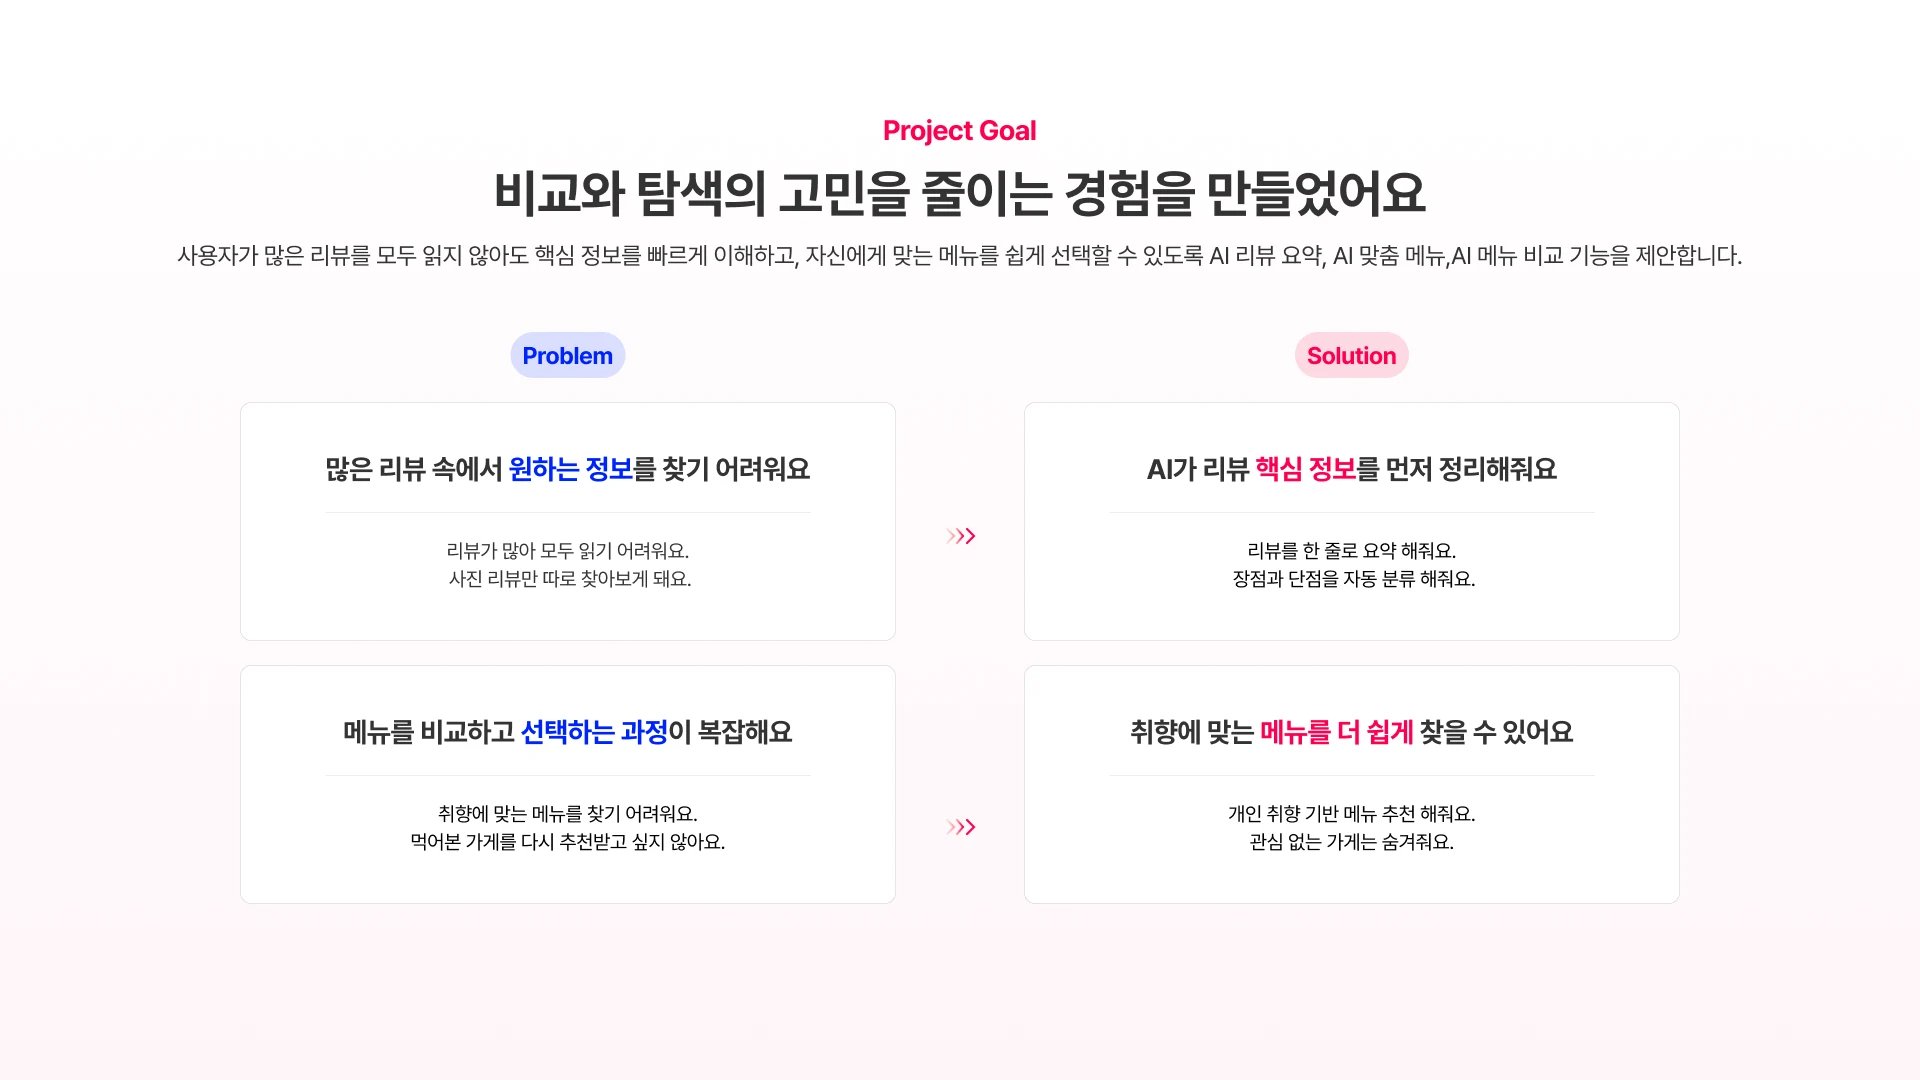 Project Goal
비교와 탐색의 고민을 줄이는 경험을 만들었어요
사용자가 많은 리뷰를 모두 읽지 않아도 핵심 정보를 빠르게 이해하고, 자신에게 맞는 메뉴를 쉽게 선택할 수 있도록 AI 리뷰 요약, AI 맞춤 메뉴,AI 메뉴 비교 기능을 제안합니다.
Problem
많은 리뷰 속에서 원하는 정보를 찾기 어려워요
리뷰가 많아 모두 읽기 어려워요.
사진 리뷰만 따로 찾아보게 돼요.
메뉴를 비교하고 선택하는 과정이 복잡해요
취향에 맞는 메뉴를 찾기 어려워요.
먹어본 가게를 다시 추천받고 싶지 않아요.
Solution
AI가 리뷰 핵심 정보를 먼저 정리해줘요
리뷰를 한 줄로 요약 해줘요.
장점과 단점을 자동 분류 해줘요.
취향에 맞는 메뉴를 더 쉽게 찾을 수 있어요
개인 취향 기반 메뉴 추천 해줘요.
관심 없는 가게는 숨겨줘요.